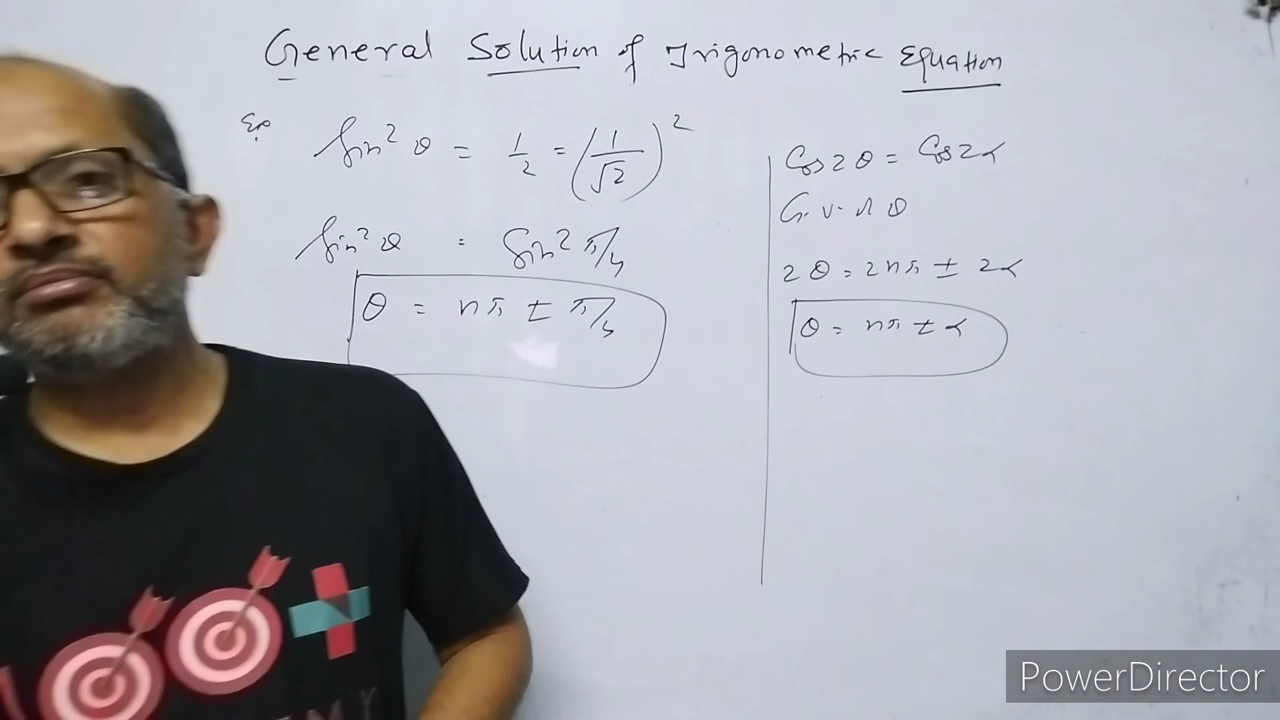 General Solution of Trigonometric Equation
Ex
Sin² θ = 1/2 = (1/√2)²
Sin² θ = Sin² π/4
θ = nπ ± π/4
Cos 2θ = Cos 2α
G. V. of θ
2θ = 2nπ ± 2α
θ = nπ ± α
PowerDirector